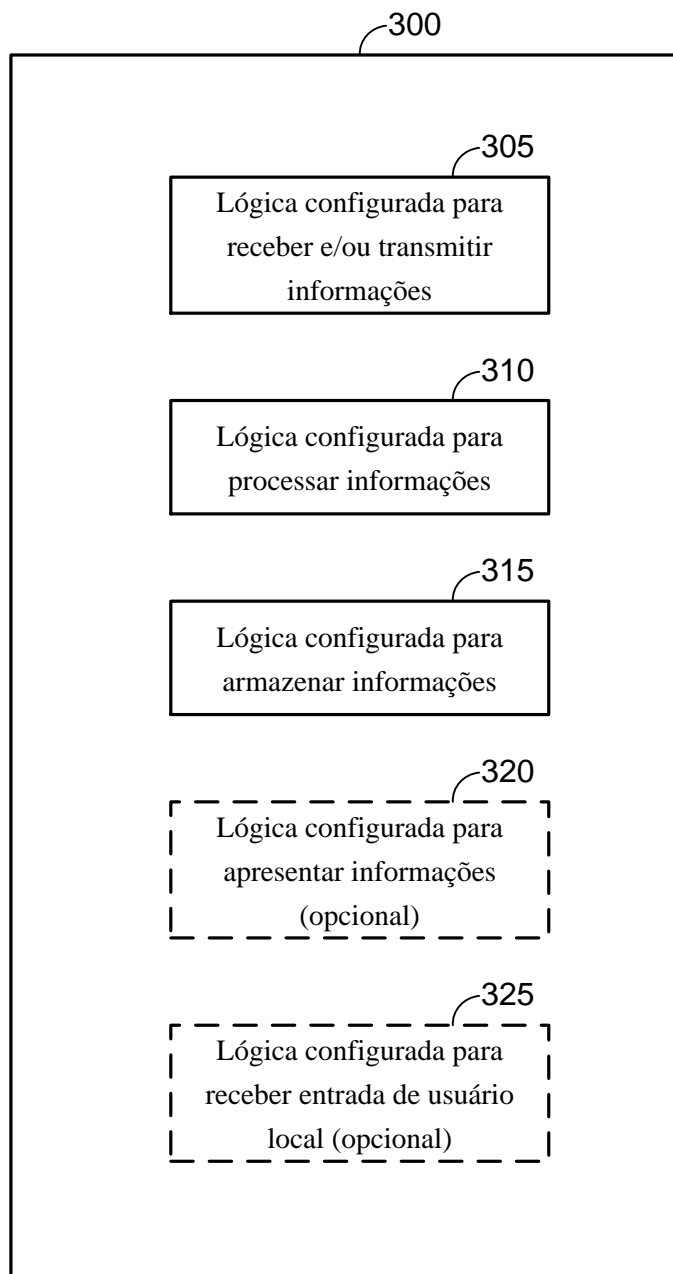 300
305
Lógica configurada para
receber e/ou transmitir
informações
310
Lógica configurada para
processar informações
315
Lógica configurada para
armazenar informações
320
Lógica configurada para
apresentar informações
(opcional)
325
Lógica configurada para
receber entrada de usuário
local (opcional)